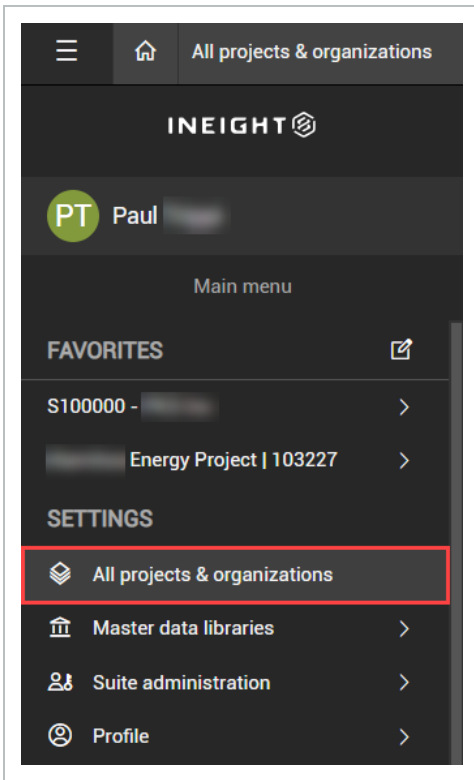 All projects & organizations
INEIGHT
PT Paul
Main menu
FAVORITES
S100000 -
Energy Project | 103227
SETTINGS
All projects & organizations
Master data libraries
Suite administration
Profile